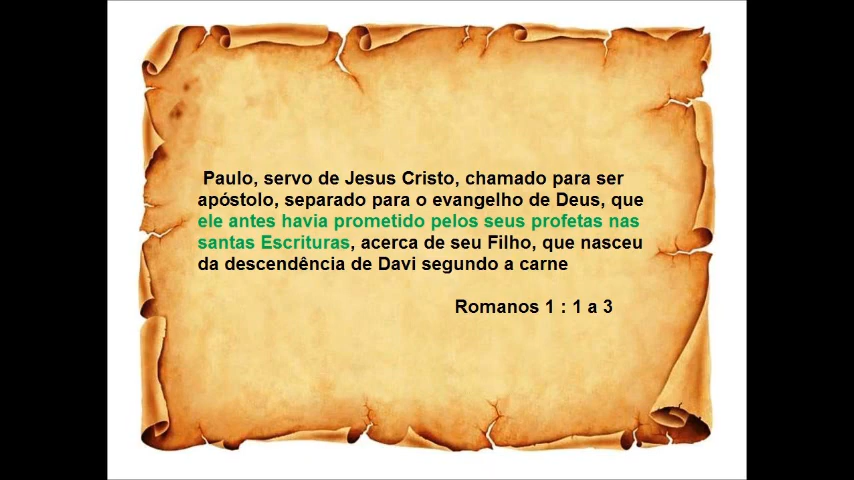 Paulo, servo de Jesus Cristo, chamado para ser
apóstolo, separado para o evangelho de Deus, que
ele antes havia prometido pelos seus profetas nas
santas Escrituras, acerca de seu Filho, que nasceu
da descendência de Davi segundo a carne
Romanos 1 : 1 a 3